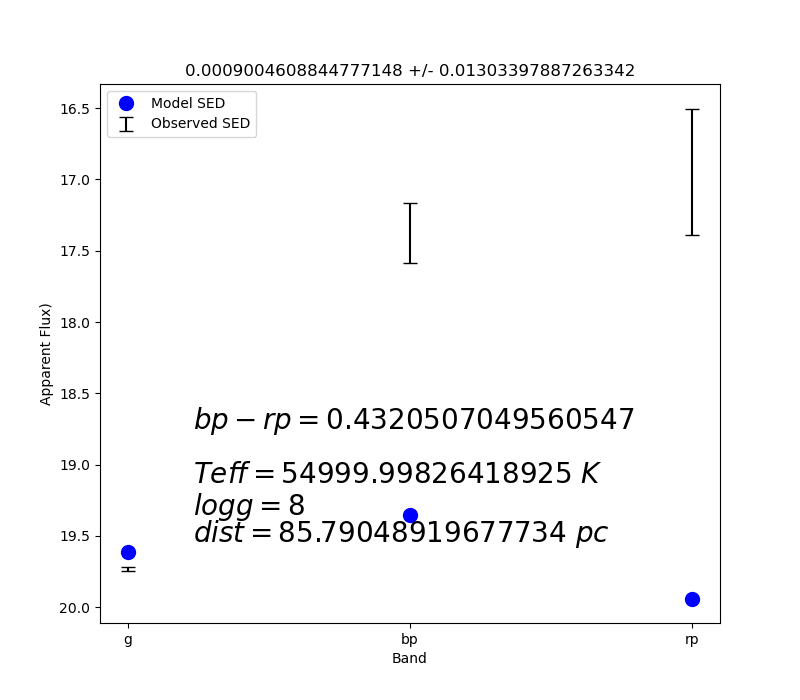 0.0009004608844777148 +/- 0.01303397887263342
Model SED
Observed SED
16.5
17.0
17.5
18.0
18.5
19.0
19.5
20.0
Apparent Flux)
bp − rp = 0.4320507049560547
Teff = 54999.99826418925 K
logg = 8
dist = 85.79048919677734 pc
g
bp
rp
Band